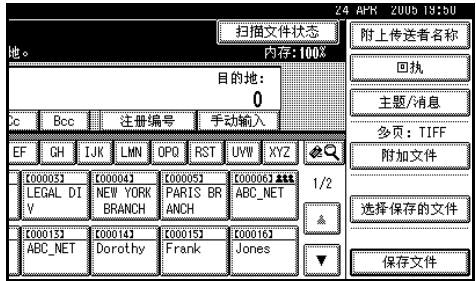 24 APR 2005 19:50
扫描文件状态
附上传送者名称
地。
内存:100%
回执
目的地:
0
主题/消息
Cc Bcc 注册编号 手动输入
多页: TIFF
EF GH IJK LMN OPQ RST UVW XYZ
附加文件
[00003] [00004] [00005] [00006]
LEGAL DI NEW YORK PARIS BR ABC_NET
V BRANCH ANCH
1/2
选择保存的文件
[00013] [00014] [00015] [00016]
ABC_NET Dorothy Frank Jones
保存文件